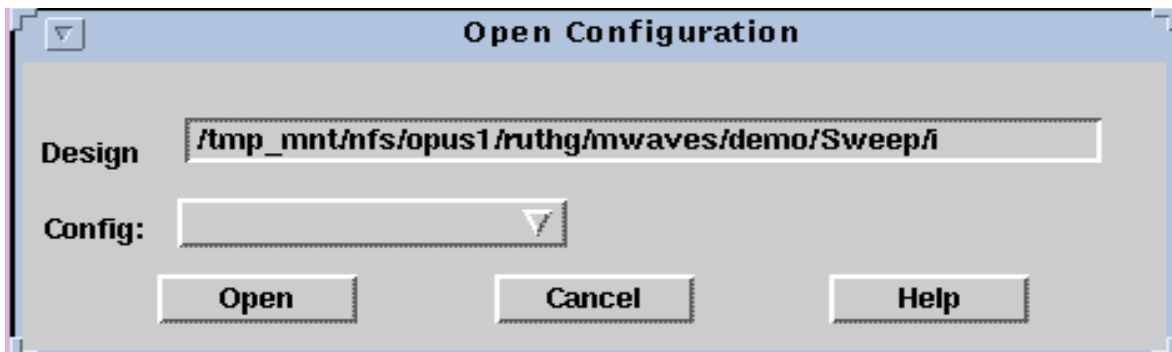 Open Configuration
Design /tmp_mnt/nfs/opus1/ruthg/mwaves/demo/Sweep/i
Config:
Open Cancel Help